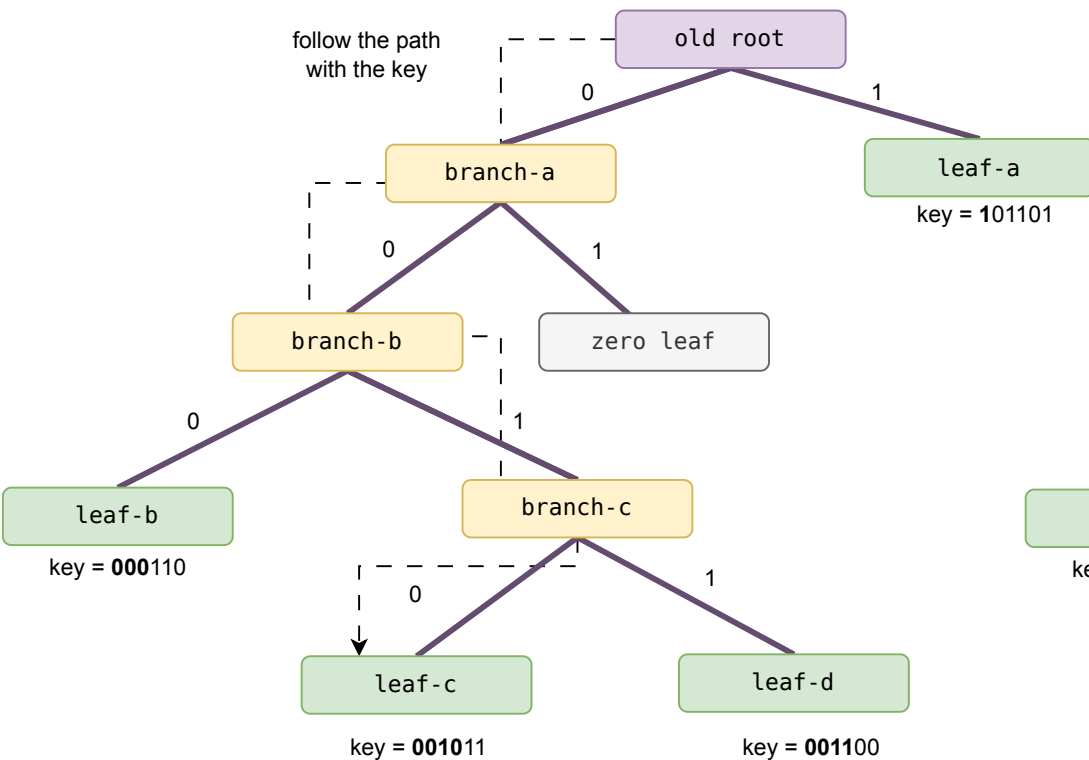 old root
follow the path
with the key
0
1
branch-a
leaf-a
key = 101101
0
1
branch-b
zero leaf
0
1
leaf-b
branch-c
key = 000110
ke
0
1
leaf-c
leaf-d
key = 001011
key = 001100